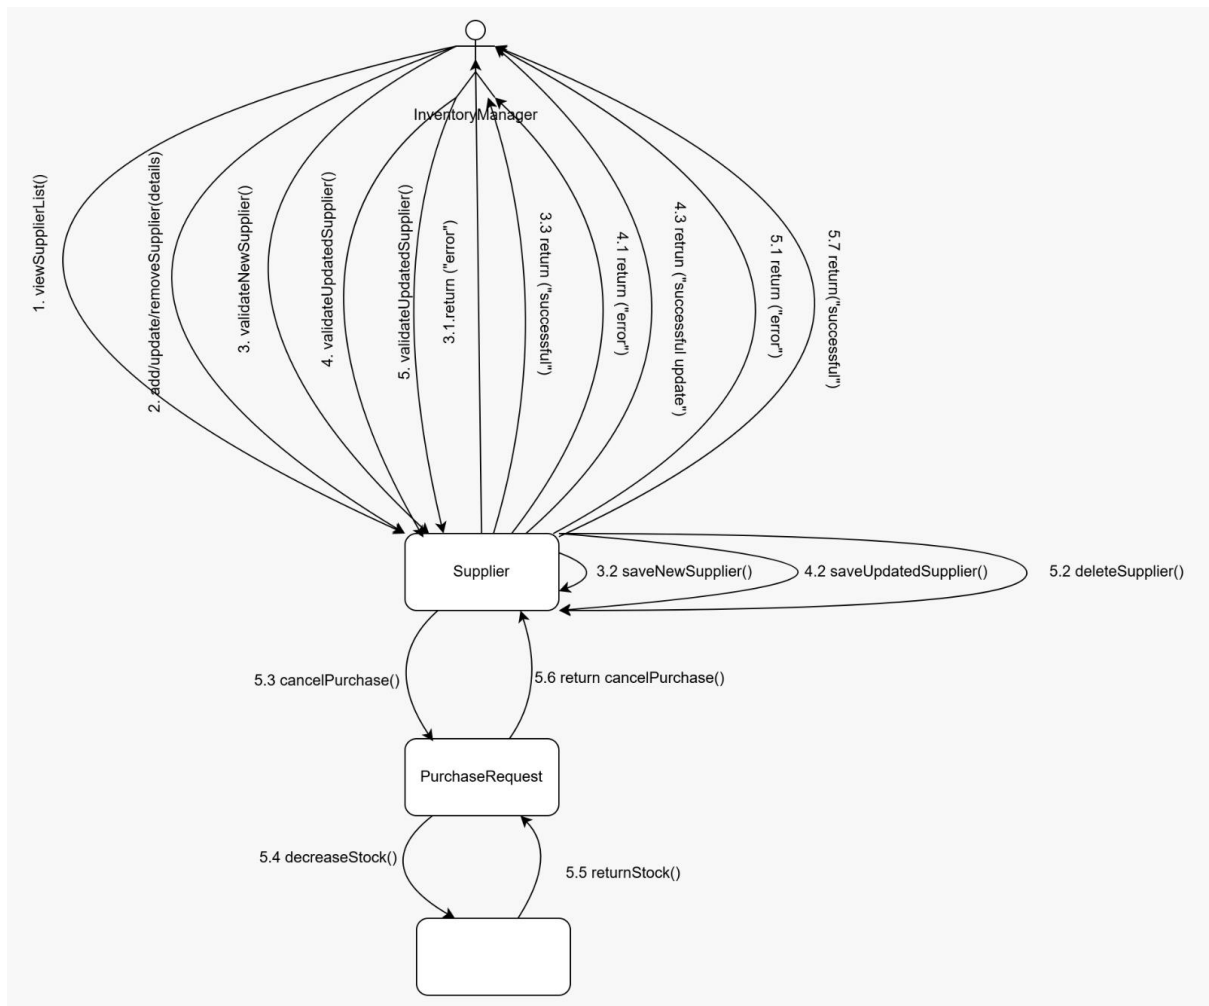 InventoryManager
1. viewSupplierList()
2. add/update/removeSupplier(details)
3. validateNewSupplier()
4. validateUpdatedSupplier()
5. validateUpdatedSupplier()
3.1.return ("error")
3.3 return ("successful")
4.1 return ("error")
4.3 retrun ("successful update")
5.1 return ("error")
5.7 return("successful")
Supplier
3.2 saveNewSupplier()
4.2 saveUpdatedSupplier()
5.2 deleteSupplier()
5.3 cancelPurchase()
5.6 return cancelPurchase()
PurchaseRequest
5.4 decreaseStock()
5.5 returnStock()